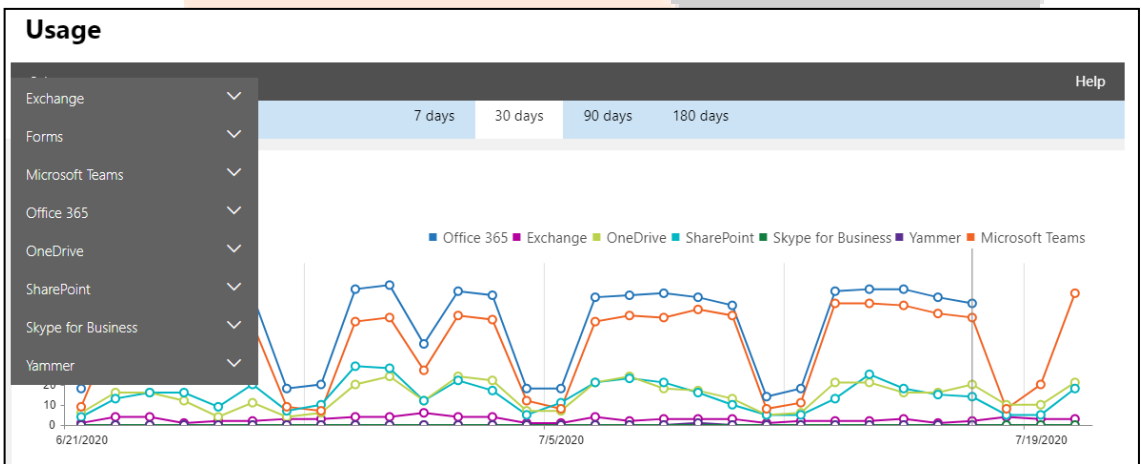 Usage
Help
Exchange
7 days 30 days 90 days 180 days
Forms
Microsoft Teams
Office 365
Office 365 Exchange OneDrive SharePoint Skype for Business Yammer Microsoft Teams
OneDrive
SharePoint
Skype for Business
Yammer
20
10
0
6/21/2020 7/5/2020 7/19/2020